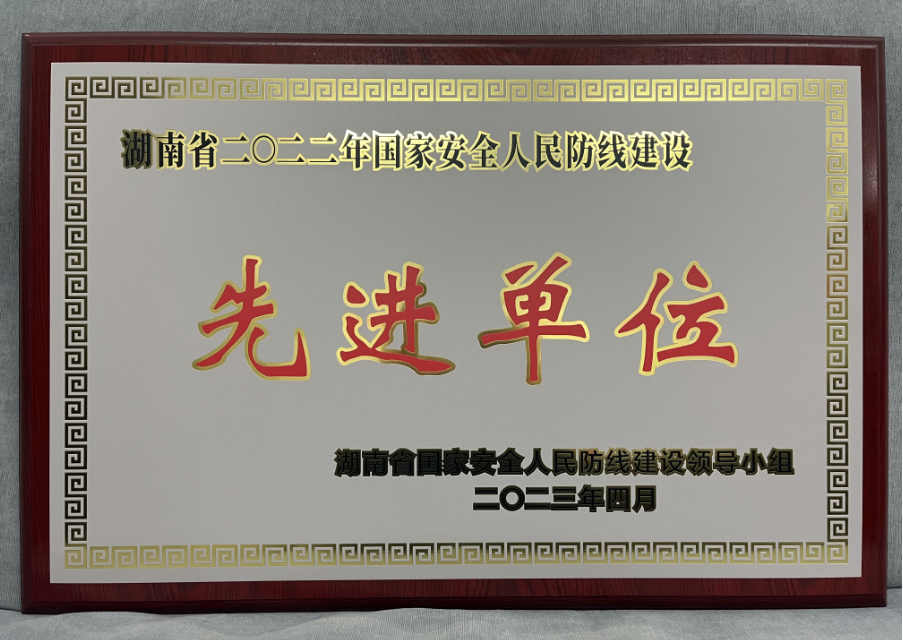 湖南省二〇二二年国家安全人民防线建设
先进单位
湖南省国家安全人民防线建设领导小组
二〇二三年四月